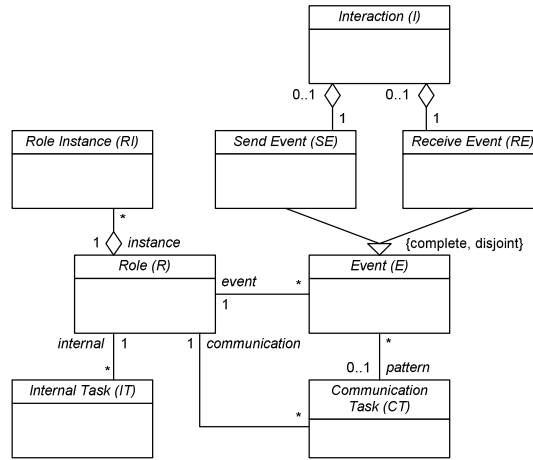 Interaction (I)
0..1
0..1
1
1
Role Instance (RI)
Send Event (SE)
Receive Event (RE)
*
1
instance
{complete, disjoint}
Role (R)
event
*
1
Event (E)
internal
1
1
communication
*
*
0..1
pattern
Internal Task (IT)
*
Communication
Task (CT)